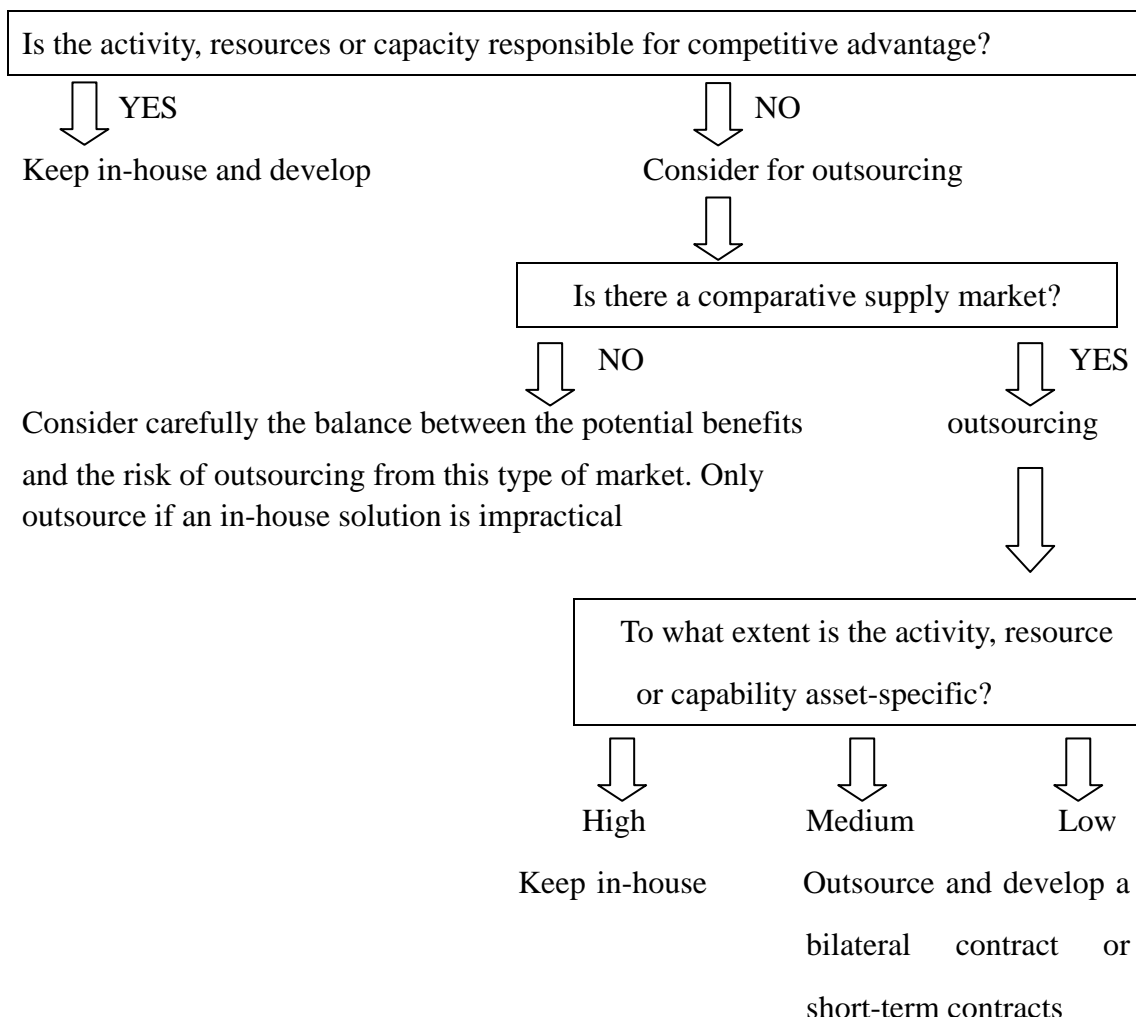 Is the activity, resources or capacity responsible for competitive advantage?
YES
NO
Keep in-house and develop
Consider for outsourcing
Is there a comparative supply market?
NO
YES
Consider carefully the balance between the potential benefits
and the risk of outsourcing from this type of market. Only
outsource if an in-house solution is impractical
outsourcing
To what extent is the activity, resource
or capability asset-specific?
High
Medium
Low
Keep in-house
Outsource and develop a
bilateral contract or
short-term contracts